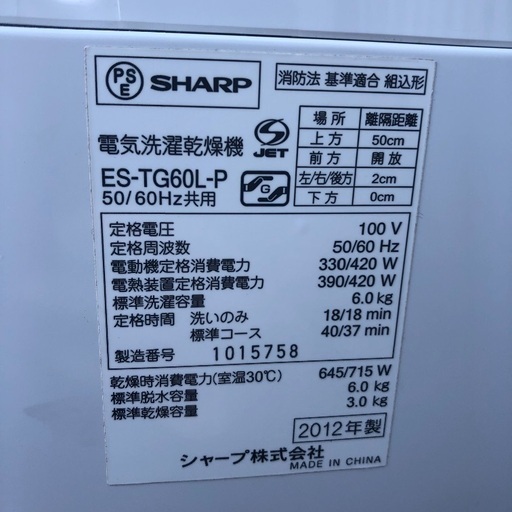 PSE SHARP
消防法 基準適合 組込形
電気洗濯乾燥機 S-JET
場所 離隔距離
上方 50cm
前方 開放
左/右/後方 2cm
下方 0cm
ES-TG60L-P
50/60Hz共用
G
定格電圧 100 V
定格周波数 50/60 Hz
電動機定格消費電力 330/420 W
電熱装置定格消費電力 390/420 W
標準洗濯容量 6.0 kg
定格時間 洗いのみ 18/18 min
標準コース 40/37 min
製造番号 1015758
乾燥時消費電力(室温30℃) 645/715 W
標準脱水容量 6.0 kg
標準乾燥容量 3.0 kg
2012年製
シャープ株式会社
MADE IN CHINA